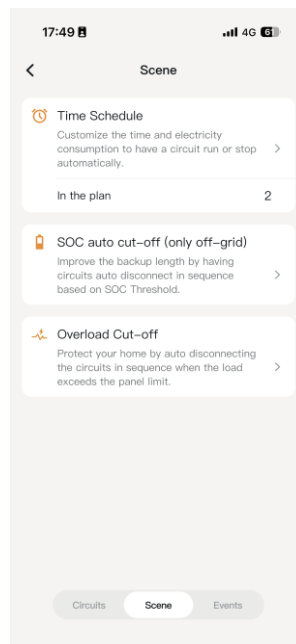 17:49
4G 61
Scene
Time Schedule
Customize the time and electricity
consumption to have a circuit run or stop
automatically.
In the plan 2
SOC auto cut-off (only off-grid)
Improve the backup length by having
circuits auto disconnect in sequence
based on SOC Threshold.
Overload Cut-off
Protect your home by auto disconnecting
the circuits in sequence when the load
exceeds the panel limit.
Circuits Scene Events